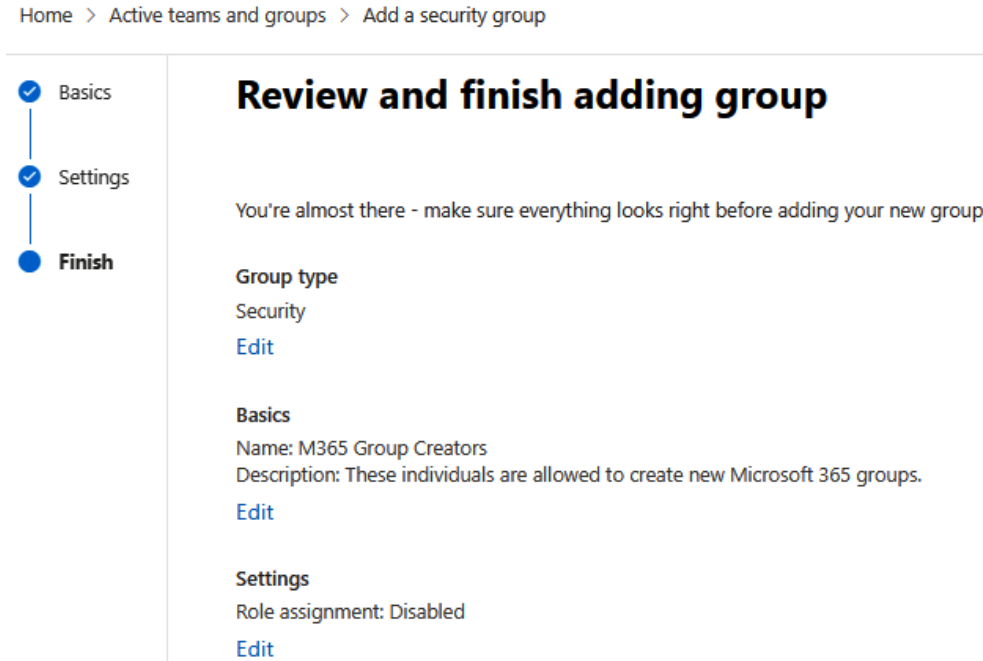 Home > Active teams and groups > Add a security group
Basics
Settings
Finish
Review and finish adding group
You're almost there - make sure everything looks right before adding your new group
Group type
Security
Edit
Basics
Name: M365 Group Creators
Description: These individuals are allowed to create new Microsoft 365 groups.
Edit
Settings
Role assignment: Disabled
Edit